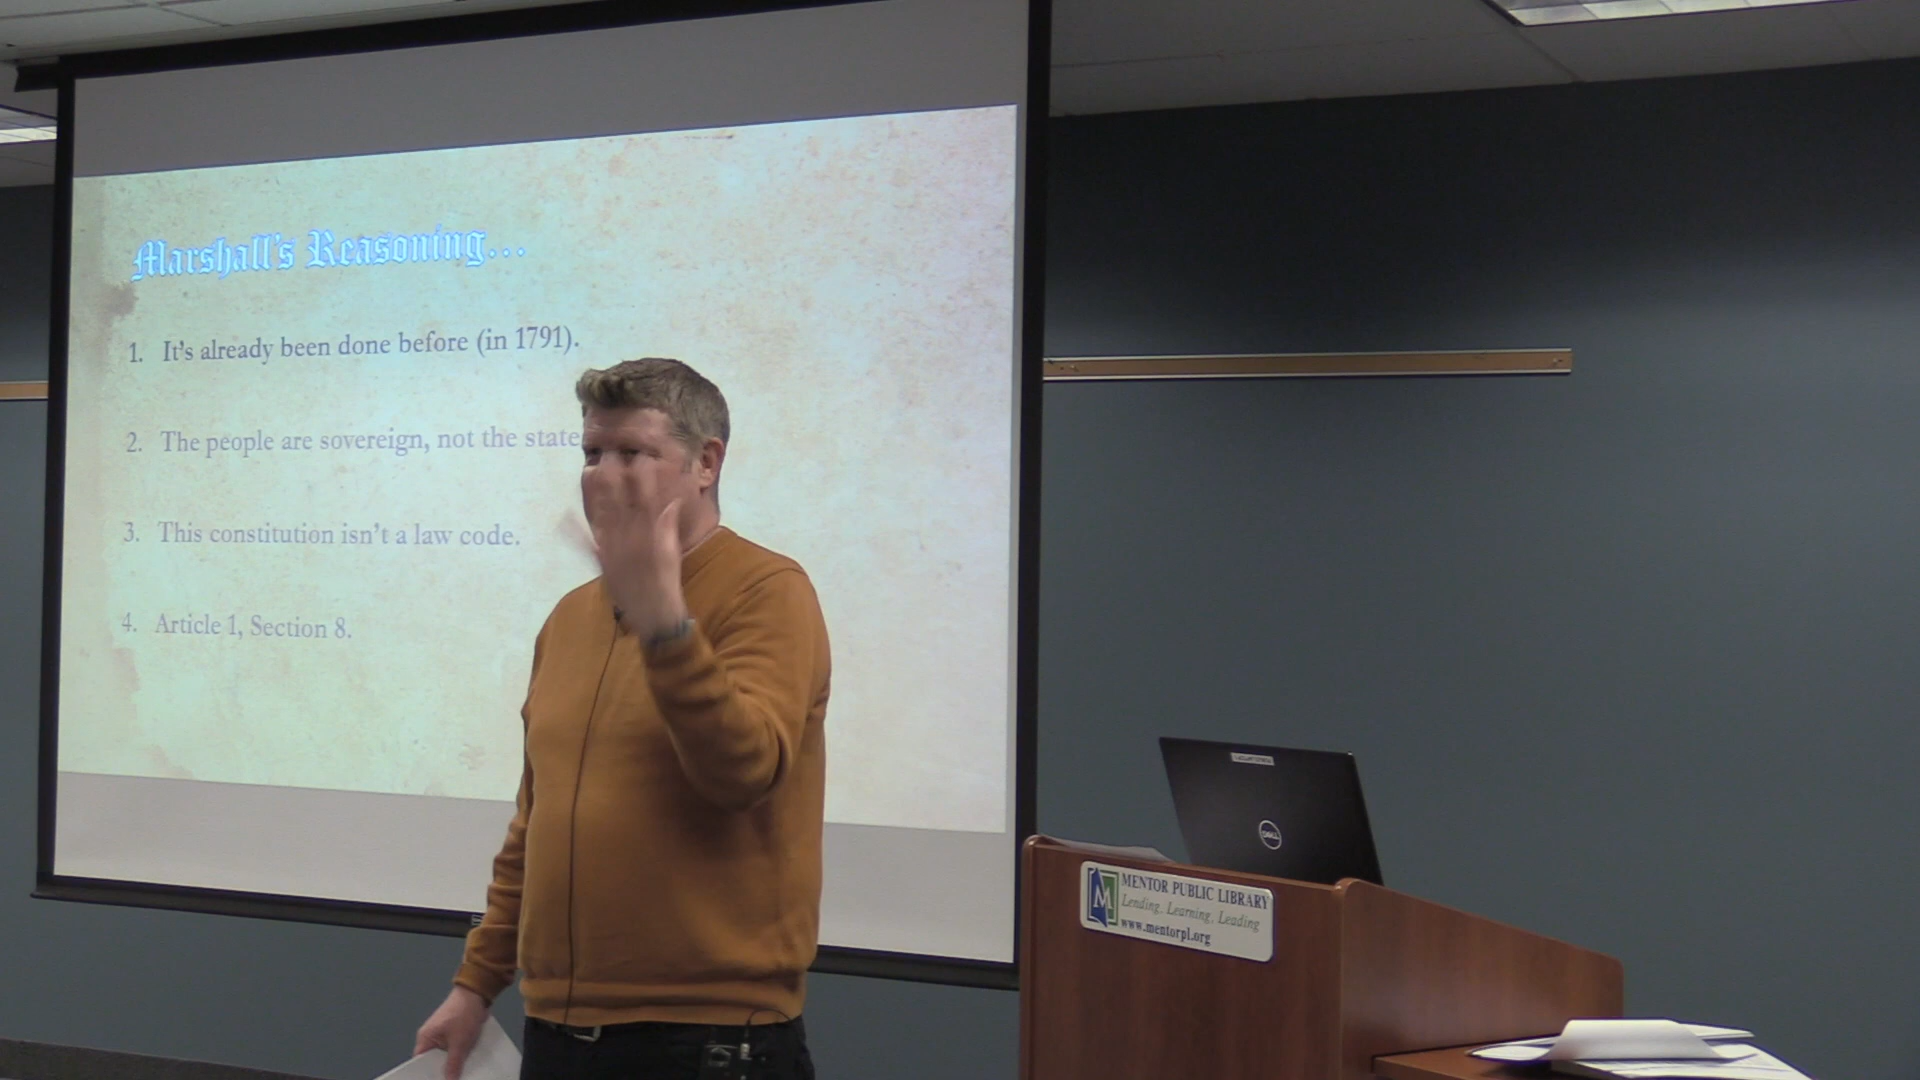 Marshall's Reasoning...
1. It's already been done before (in 1791).
2. The people are sovereign, not the state
3. This constitution isn't a law code.
4. Article 1, Section 8.
DELL
M
MENTOR PUBLIC LIBRARY
Lending, Learning, Leading
www.mentorpl.org